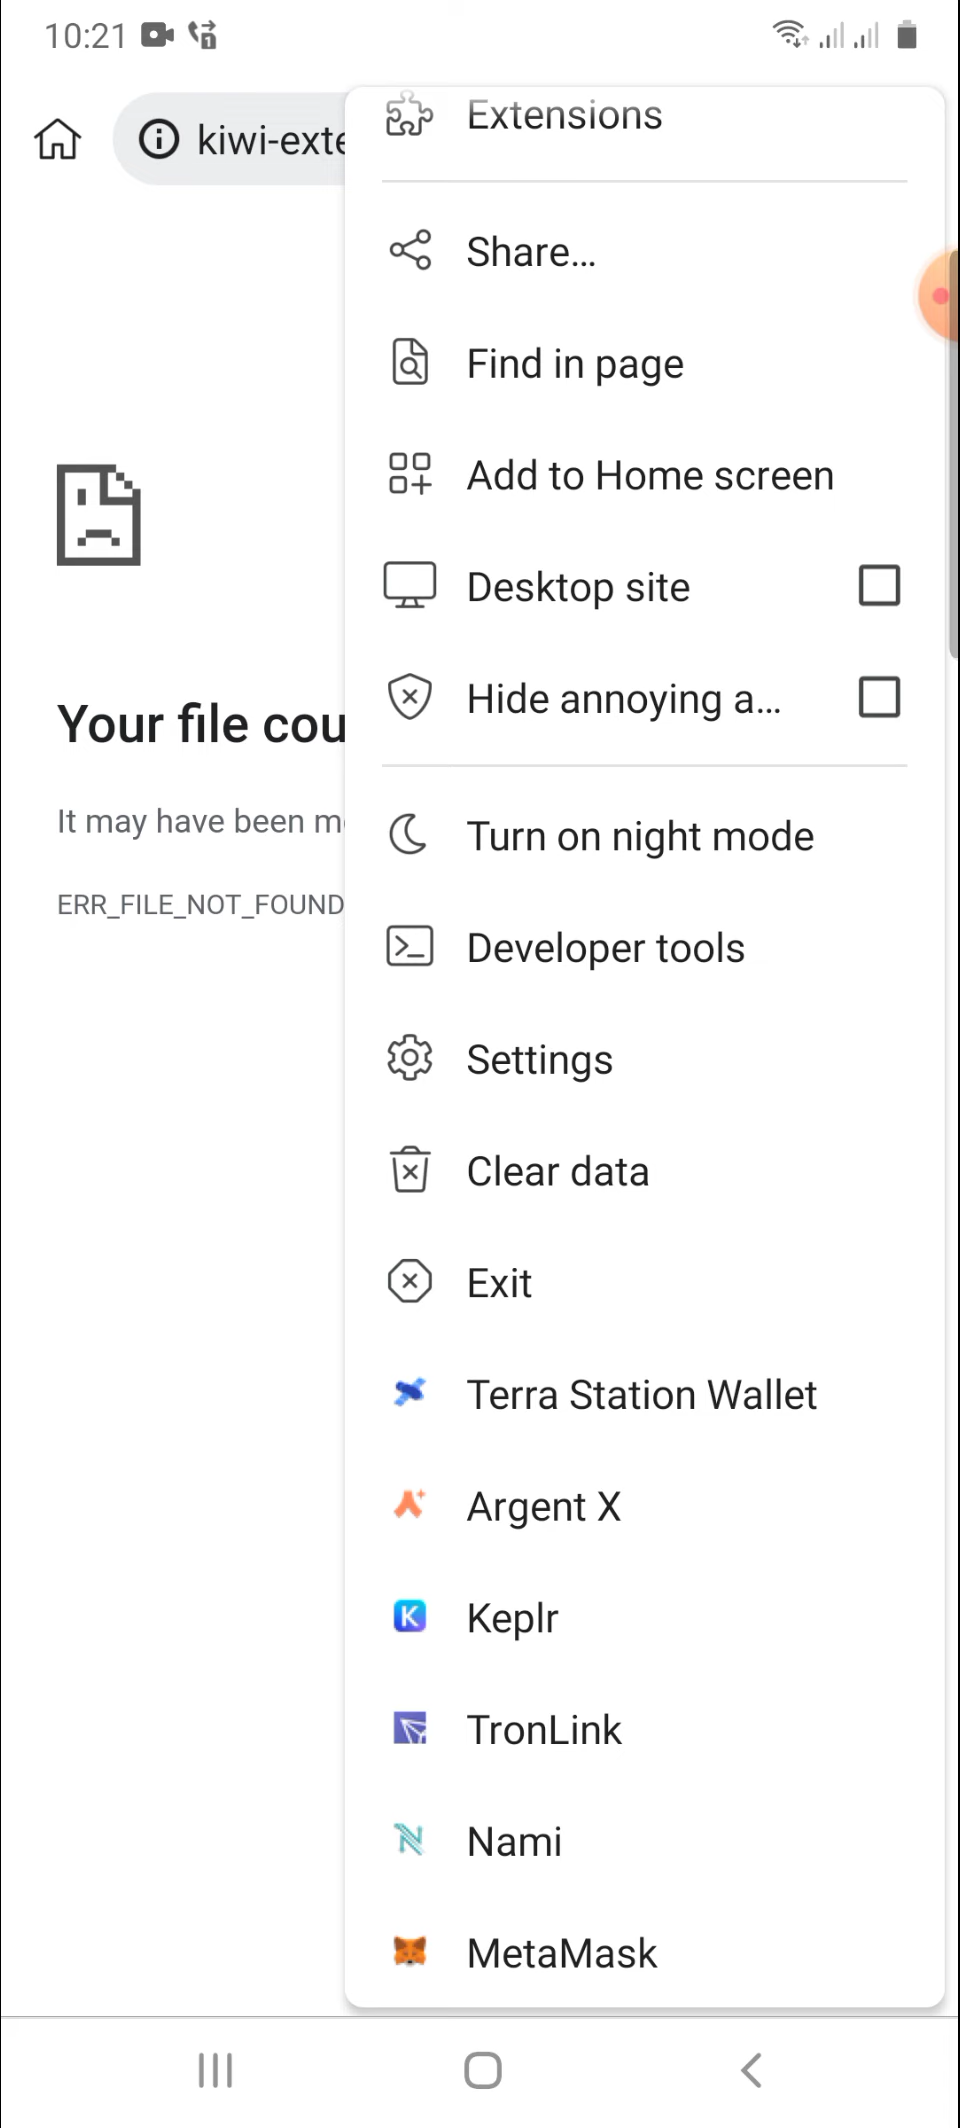 10:21
kiwi-exte
Extensions
Share...
Find in page
Add to Home screen
Desktop site
Hide annoying a...
Your file cou
It may have been m
ERR_FILE_NOT_FOUND
Turn on night mode
Developer tools
Settings
Clear data
Exit
Terra Station Wallet
Argent X
Keplr
TronLink
Nami
MetaMask